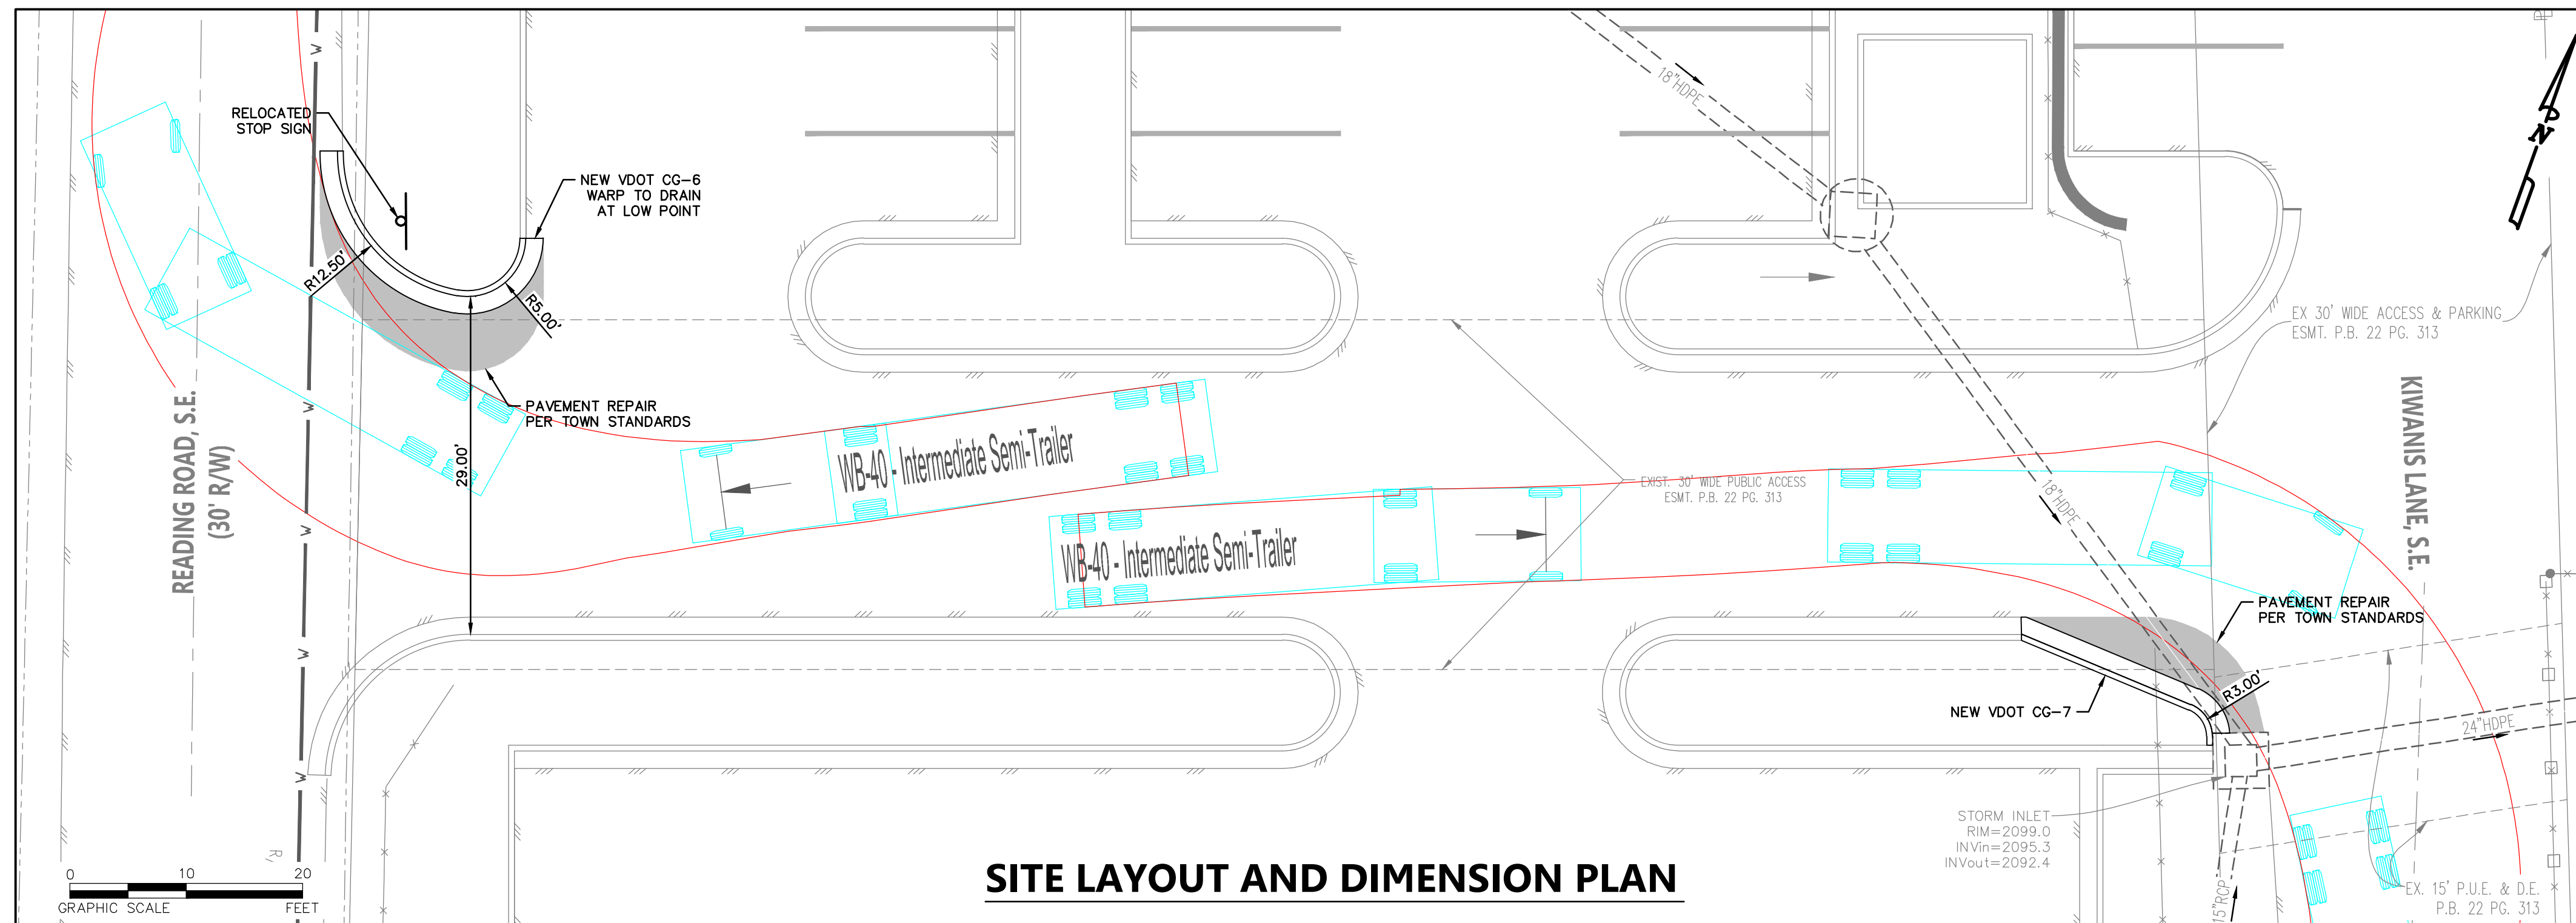 RELOCATED
STOP SIGN
NEW VDOT CG-6
WARP TO DRAIN
AT LOW POINT
R12.50'
R5.00'
29.00'
PAVEMENT REPAIR
PER TOWN STANDARDS
READING ROAD, S.E.
(30' R/W)
W
W
W
W
W
W
W
WB-40 - Intermediate Semi-Trailer
WB-40 - Intermediate Semi-Trailer
18"HDPE
18"HDPE
EXIST. 30' WIDE PUBLIC ACCESS
ESMT. P.B. 22 PG. 313
N
EX 30' WIDE ACCESS & PARKING
ESMT. P.B. 22 PG. 313
KIWANIS LANE, S.E.
PAVEMENT REPAIR
PER TOWN STANDARDS
R3.00'
NEW VDOT CG-7
24"HDPE
STORM INLET
RIM=2099.0
INVin=2095.3
INVout=2092.4
15"RCP
EX. 15' P.U.E. & D.E.
P.B. 22 PG. 313
0 10 20
GRAPHIC SCALE FEET
SITE LAYOUT AND DIMENSION PLAN